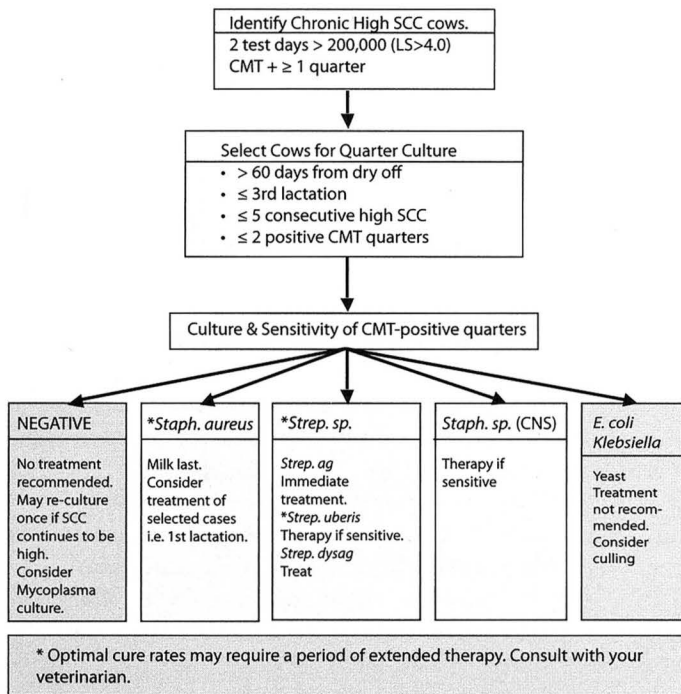 Identify Chronic High SCC cows.
2 test days > 200,000 (LS>4.0)
CMT + ≥ 1 quarter
Select Cows for Quarter Culture
• > 60 days from dry off
• ≤ 3rd lactation
• ≤ 5 consecutive high SCC
• ≤ 2 positive CMT quarters
Culture & Sensitivity of CMT-positive quarters
NEGATIVE
No treatment
recommended.
May re-culture
once if SCC
continues to be
high.
Consider
Mycoplasma
culture.
*Staph. aureus
Milk last.
Consider
treatment of
selected cases
i.e. 1st lactation.
*Strep. sp.
Strep. ag
Immediate
treatment.
*Strep. uberis
Therapy if sensitive.
Strep. dysag
Treat
Staph. sp. (CNS)
Therapy if
sensitive
E. coli
Klebsiella
Yeast
Treatment
not recom-
mended.
Consider
culling
* Optimal cure rates may require a period of extended therapy. Consult with your
veterinarian.